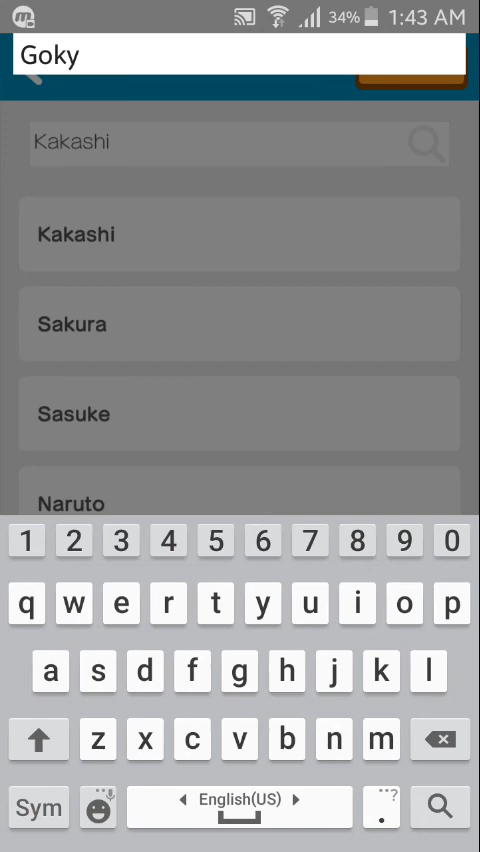 34% 1:43 AM
Goky
Kakashi
Kakashi
Sakura
Sasuke
Naruto
1 2 3 4 5 6 7 8 9 0
q w e r t y u i o p
a s d f g h j k l
z x c v b n m
Sym English(US) . ?